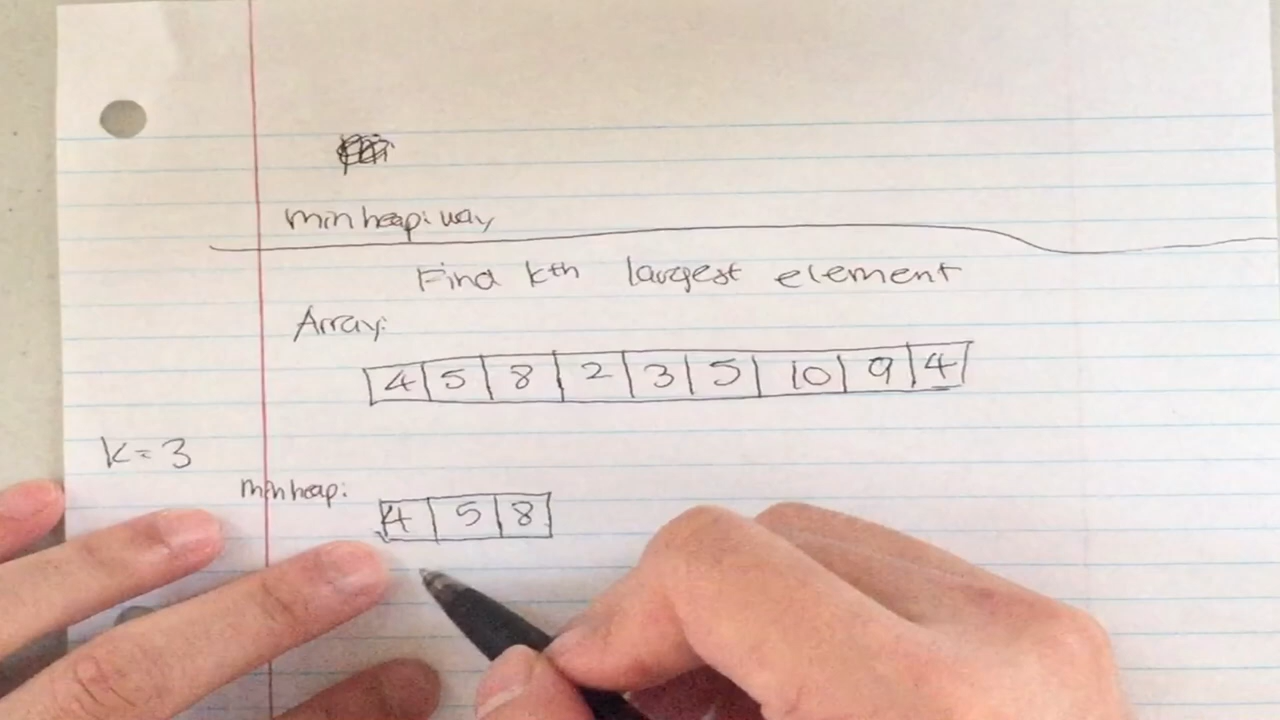 min heap: way
Find kth largest element
Array:
4 5 8 2 3 5 10 9 4
k = 3
min heap:
4 5 8